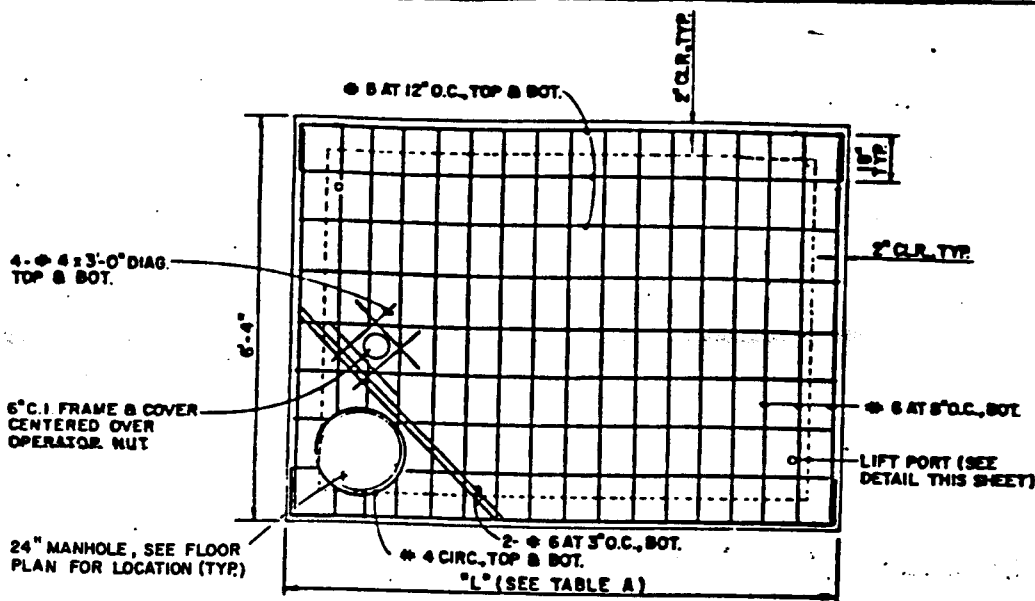 2" CLR., TYP.
# 5 AT 12" O.C., TOP & BOT.
18"
TYP.
4-# 4 x 3'-0" DIAG.
TOP & BOT.
2" CLR., TYP.
6'-4"
6" C.I. FRAME & COVER
CENTERED OVER
OPERATOR NUT
# 6 AT 8" O.C., BOT.
LIFT PORT (SEE
DETAIL THIS SHEET)
2-# 6 AT 3" O.C., BOT.
24" MANHOLE, SEE FLOOR
PLAN FOR LOCATION (TYP.)
# 4 CIRC., TOP & BOT.
"L" (SEE TABLE A)